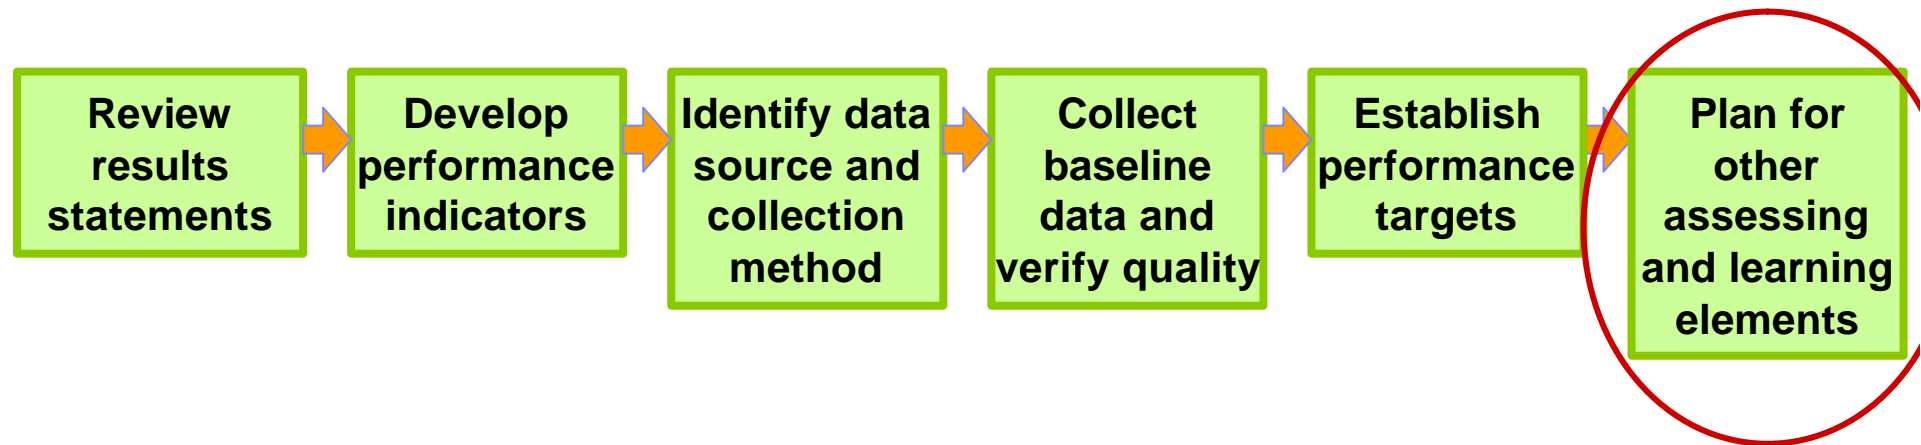 Review
results
statements
Develop
performance
indicators
Identify data
source and
collection
method
Collect
baseline
data and
verify quality
Establish
performance
targets
Plan for
other
assessing
and learning
elements